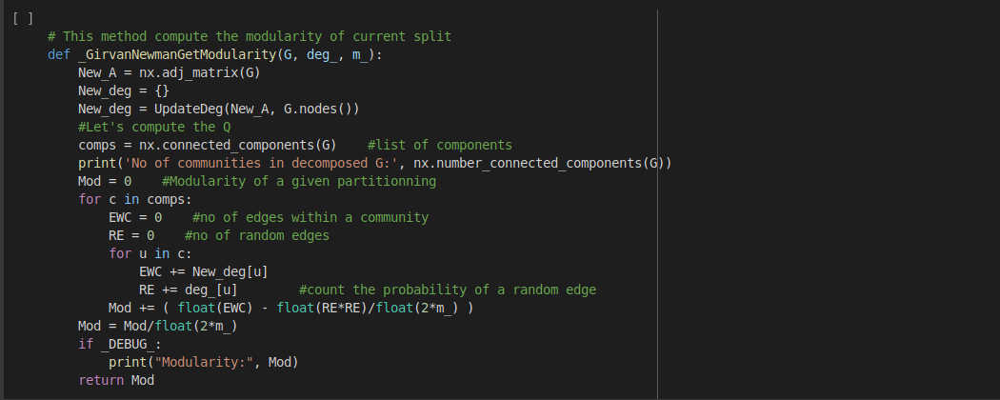 [ ]
# This method compute the modularity of current split
def _GirvanNewmanGetModularity(G, deg_, m_):
    New_A = nx.adj_matrix(G)
    New_deg = {}
    New_deg = UpdateDeg(New_A, G.nodes())
    #Let's compute the Q
    comps = nx.connected_components(G)    #list of components
    print('No of communities in decomposed G:', nx.number_connected_components(G))
    Mod = 0    #Modularity of a given partitionning
    for c in comps:
        EWC = 0    #no of edges within a community
        RE = 0    #no of random edges
        for u in c:
            EWC += New_deg[u]
            RE += deg_[u]        #count the probability of a random edge
        Mod += ( float(EWC) - float(RE*RE)/float(2*m_) )
    Mod = Mod/float(2*m_)
    if _DEBUG_:
        print("Modularity:", Mod)
    return Mod